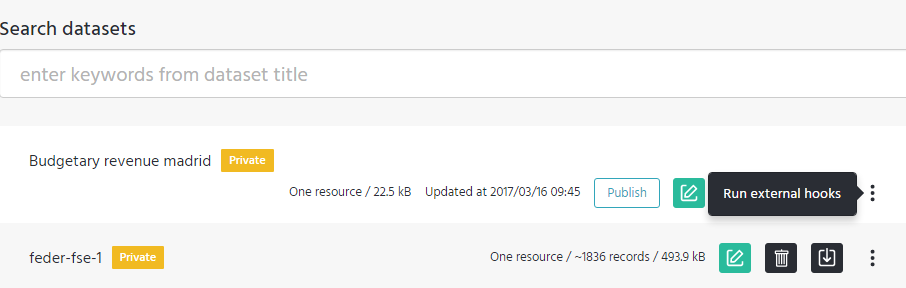 Search datasets
enter keywords from dataset title
Budgetary revenue madrid Private
One resource / 22.5 kB Updated at 2017/03/16 09:45 Publish Run external hooks
feder-fse-1 Private One resource / ~1836 records / 493.9 kB